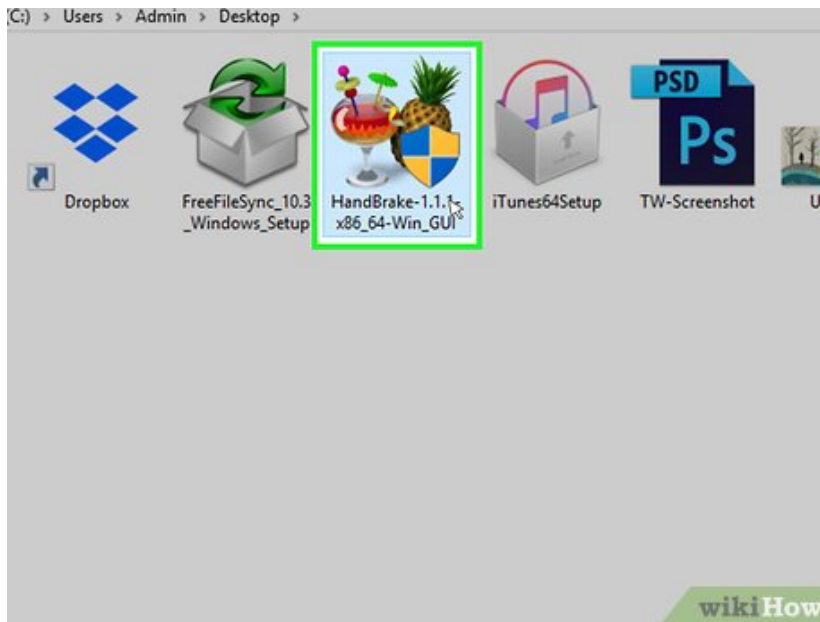 (C:) > Users > Admin > Desktop >
PSD
Ps
Dropbox
FreeFileSync_10.3
_Windows_Setup
HandBrake-1.1.1-
x86_64-Win_GUI
iTunes64Setup
TW-Screenshot
U
wikiHow